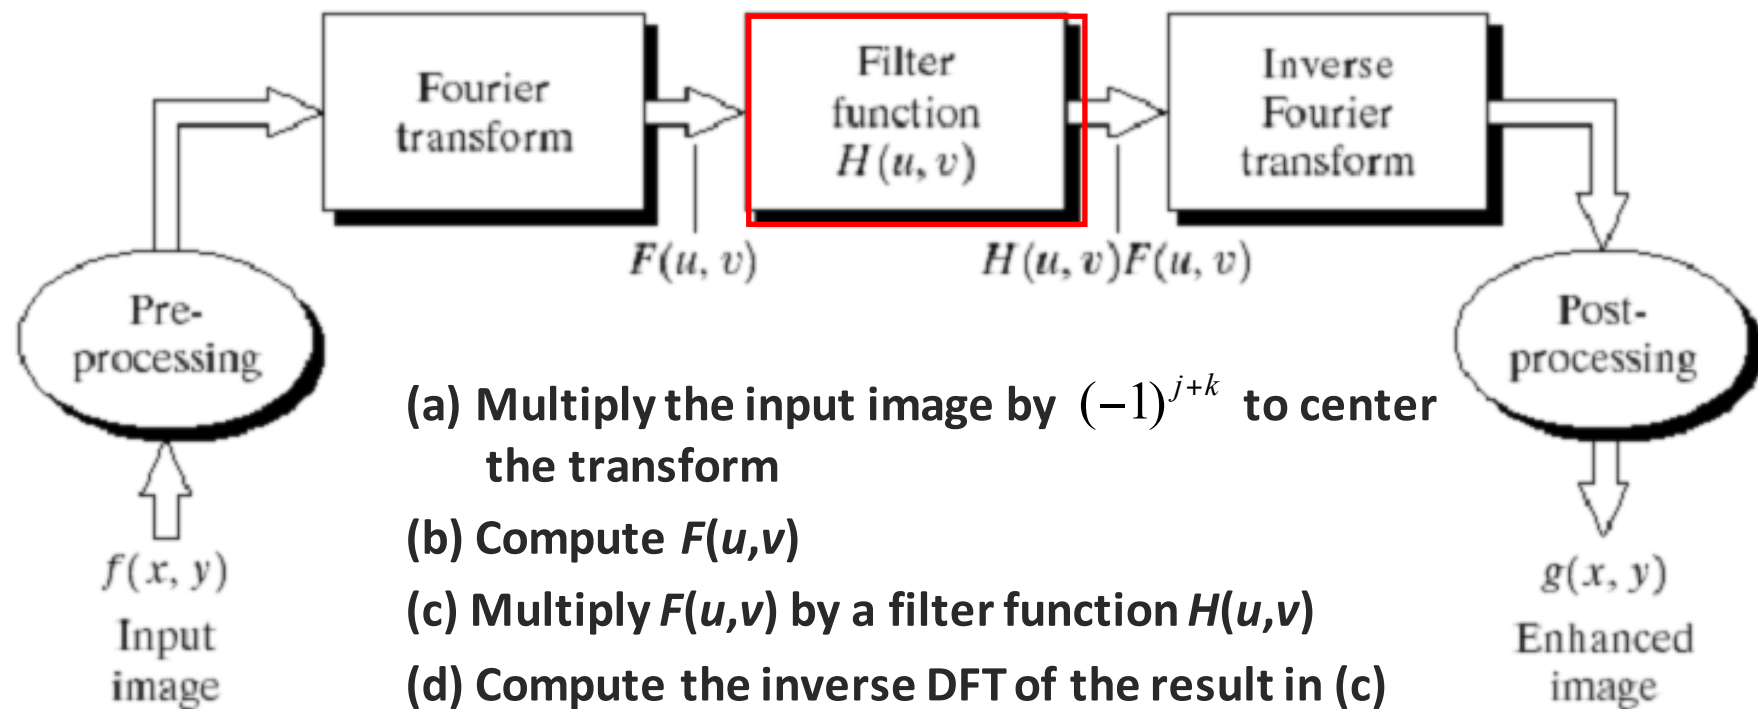 Fourier
transform
Filter
function
H(u, v)
Inverse
Fourier
transform
F(u, v)
H(u, v)F(u, v)
Pre-
processing
Post-
processing
(a) Multiply the input image by (−1)^{j+k} to center
the transform
(b) Compute F(u,v)
(c) Multiply F(u,v) by a filter function H(u,v)
(d) Compute the inverse DFT of the result in (c)
f(x, y)
Input
image
g(x, y)
Enhanced
image